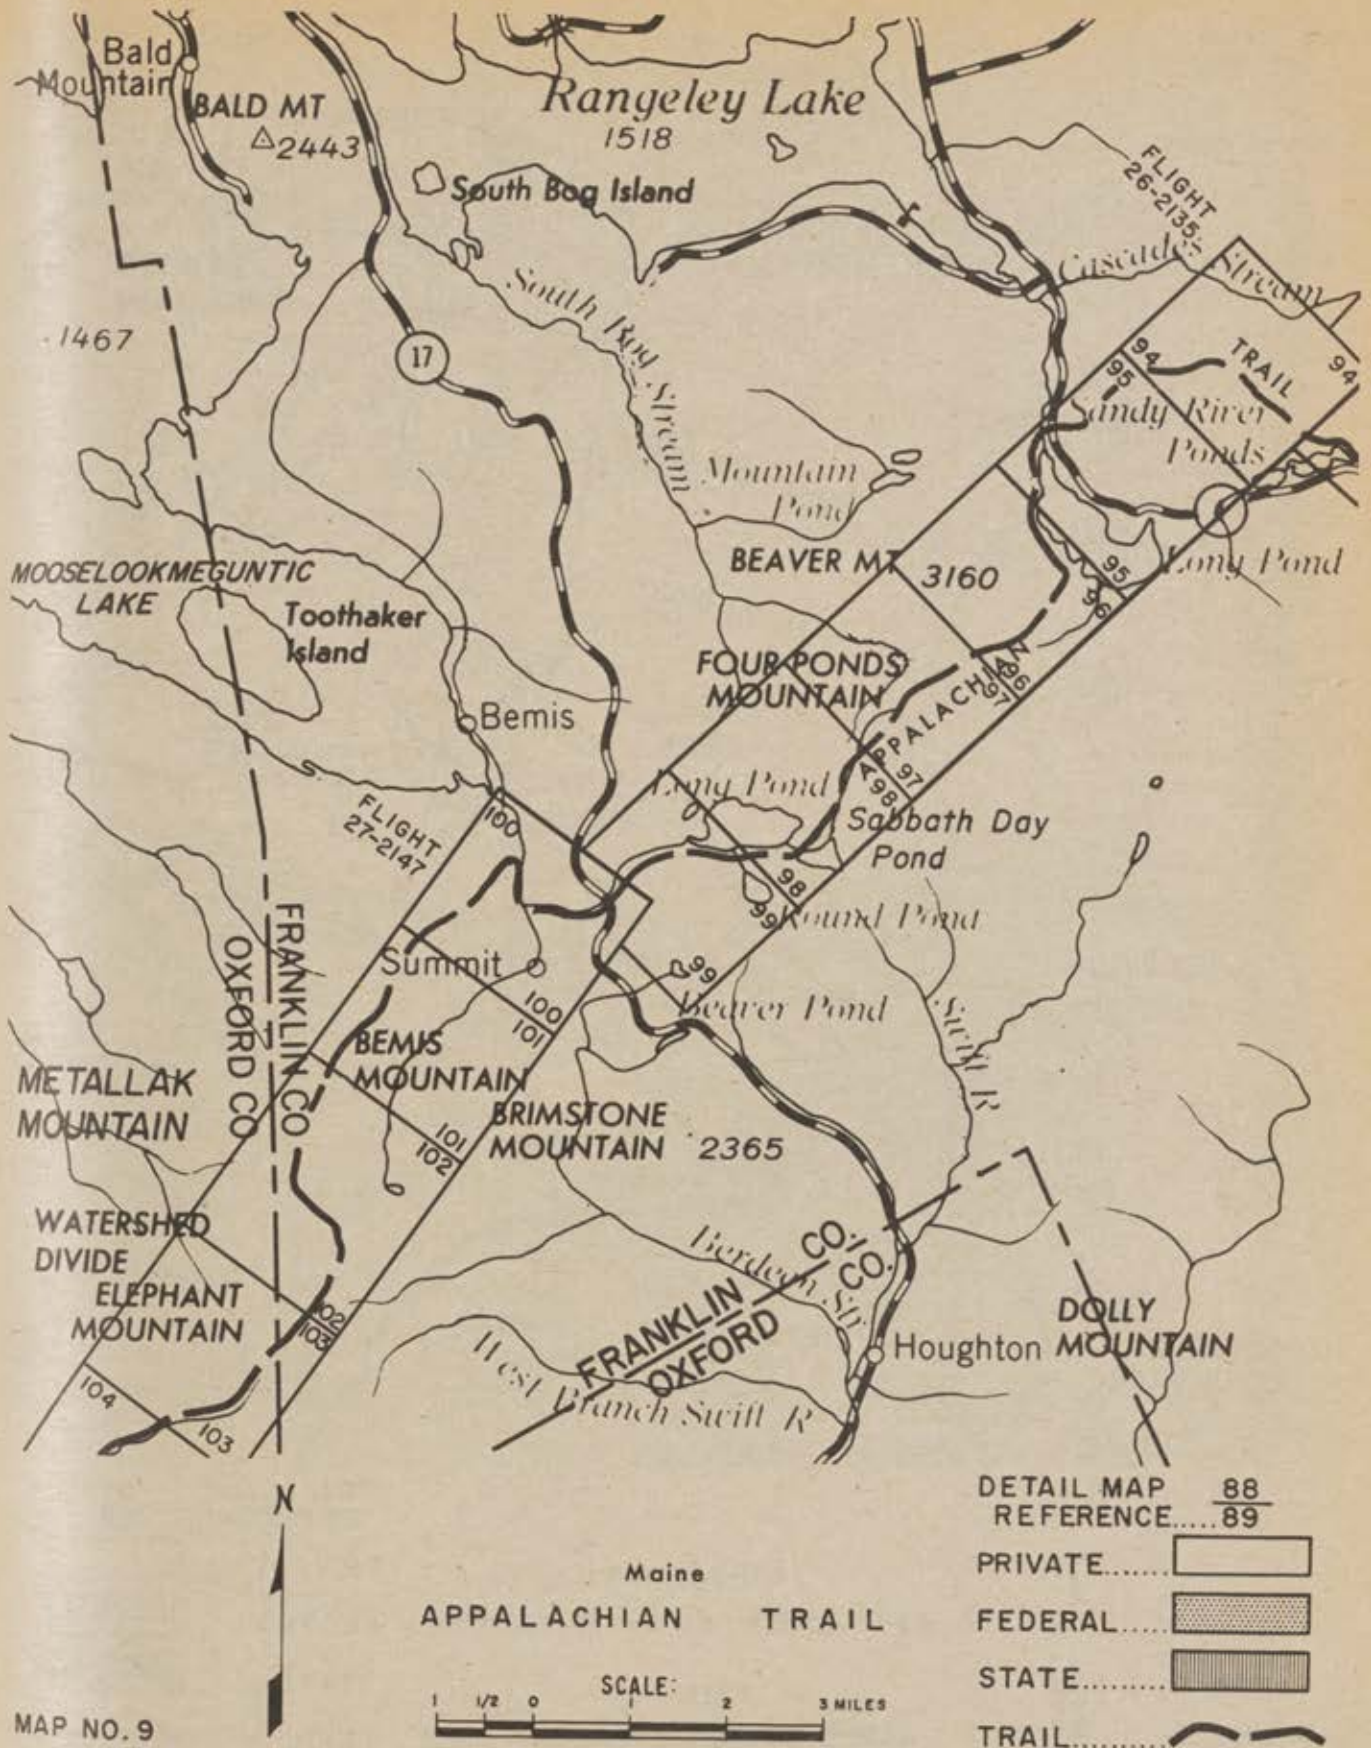 Bald
Mountain
BALD MT
2443
Rangeley Lake
1518
South Bog Island
FLIGHT
26-2135
Cascades Stream
South Bog Stream
1467
17
94
95
TRAIL
94
Sandy River
Ponds
Mountain
Pond
BEAVER MT
3160
95
96
Long Pond
MOOSELOOKMEGUNTIC
LAKE
Toothaker
Island
FOUR PONDS
MOUNTAIN
APPALACHIAN
96
97
Bemis
Long Pond
97
98
Sabbath Day
Pond
FLIGHT
27-2147
100
98
99
Round Pond
FRANKLIN CO
OXFORD CO
Summit
99
Beaver Pond
100
101
Swift R
BEMIS
MOUNTAIN
METALLAK
MOUNTAIN
BRIMSTONE
MOUNTAIN
2365
101
102
WATERSHED
DIVIDE
ELEPHANT
MOUNTAIN
102
103
Berdeen Str
FRANKLIN CO.
OXFORD CO.
DOLLY
MOUNTAIN
Houghton
West Branch Swift R
104
103
N
DETAIL MAP 88
REFERENCE.....89
PRIVATE.......
FEDERAL.....
STATE.........
TRAIL..........
Maine
APPALACHIAN TRAIL
SCALE:
1 1/2 0 1 2 3 MILES
MAP NO. 9